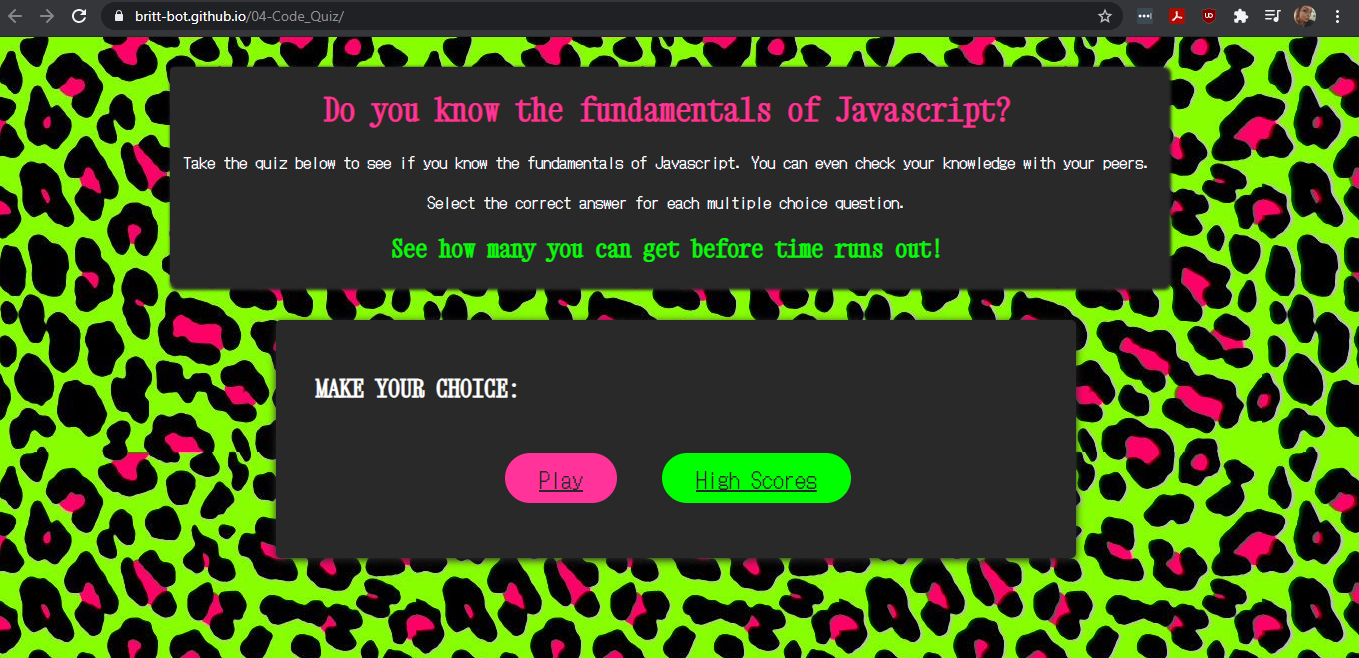 britt-bot.github.io/04-Code_Quiz/
Do you know the fundamentals of Javascript?
Take the quiz below to see if you know the fundamentals of Javascript. You can even check your knowledge with your peers.
Select the correct answer for each multiple choice question.
See how many you can get before time runs out!
MAKE YOUR CHOICE:
Play
High Scores